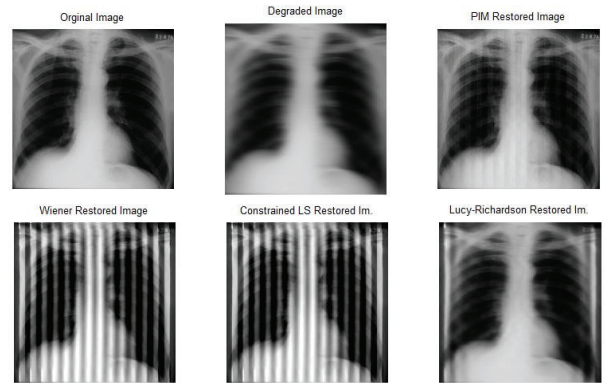 Orginal Image
Degraded Image
PIM Restored Image
Wiener Restored Image
Constrained LS Restored Im.
Lucy-Richardson Restored Im.